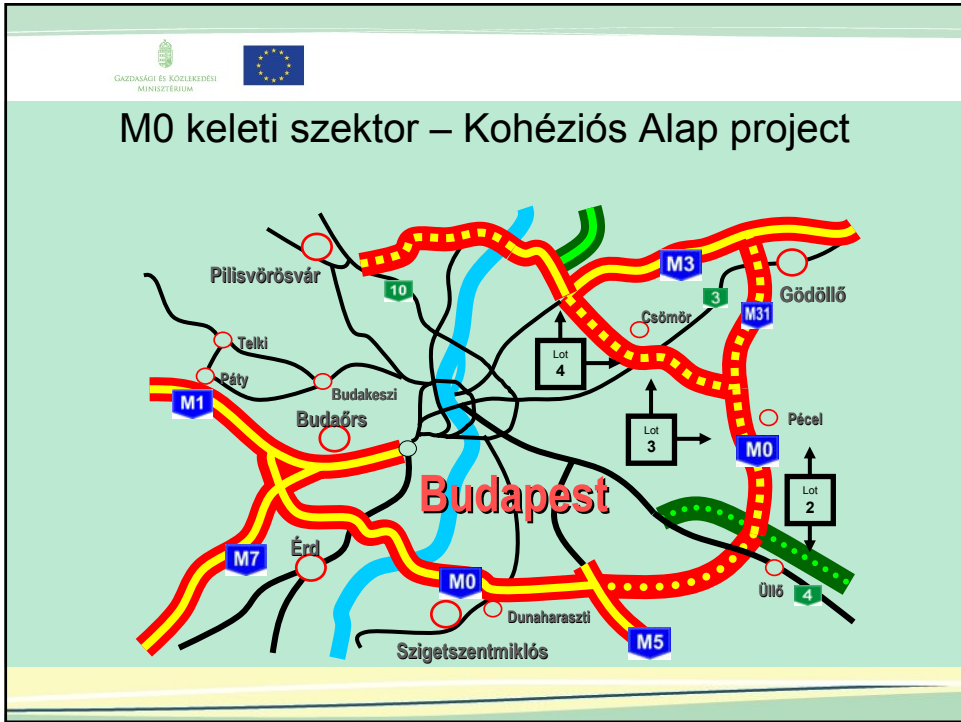 GAZDASÁGI ÉS KÖZLEKEDÉSI
MINISZTÉRIUM
M0 keleti szektor – Kohéziós Alap project
Pilisvörösvár
10
M3
3
Gödöllő
M31
Csömör
Telki
Páty
Budakeszi
M1
Budaőrs
Lot
4
Lot
3
Pécel
M0
Lot
2
Budapest
Érd
M7
M0
Üllő
4
Dunaharaszti
Szigetszentmiklós
M5